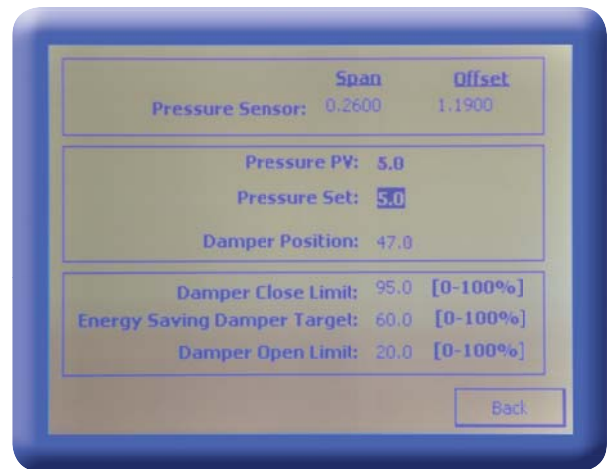 Span Offset
Pressure Sensor: 0.2600 1.1900
Pressure PV: 5.0
Pressure Set: 5.0
Damper Position: 47.0
Damper Close Limit: 95.0 [0-100%]
Energy Saving Damper Target: 60.0 [0-100%]
Damper Open Limit: 20.0 [0-100%]
Back